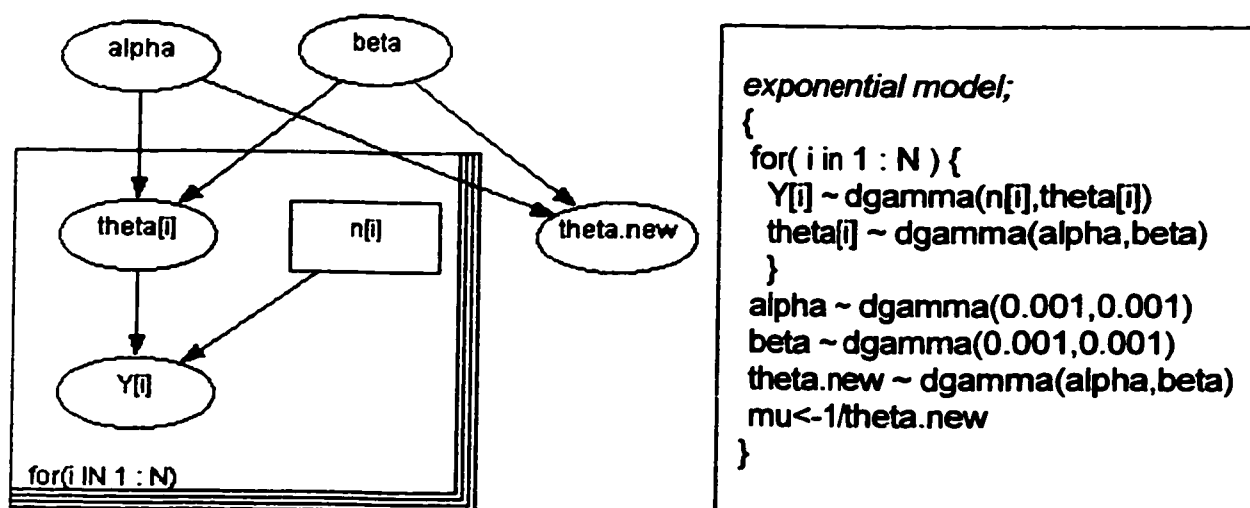 alpha
beta
theta[i]
n[i]
theta.new
Y[i]
for(i IN 1 : N)
exponential model;
{
for( i in 1 : N ) {
Y[i] ~ dgamma(n[i],theta[i])
theta[i] ~ dgamma(alpha,beta)
}
alpha ~ dgamma(0.001,0.001)
beta ~ dgamma(0.001,0.001)
theta.new ~ dgamma(alpha,beta)
mu<-1/theta.new
}